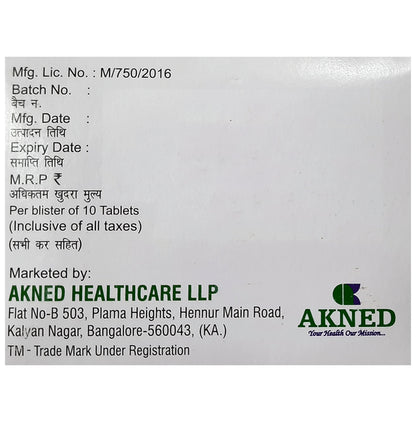 Mfg. Lic. No. : M/750/2016
Batch No. :
बैच न.
Mfg. Date :
उत्पादन तिथि
Expiry Date :
समाप्ति तिथि
M.R.P ₹
अधिकतम खुदरा मुल्य
Per blister of 10 Tablets
(Inclusive of all taxes)
(सभी कर सहित)
Marketed by:
AKNED HEALTHCARE LLP
Flat No-B 503, Plama Heights, Hennur Main Road,
Kalyan Nagar, Bangalore-560043, (KA.)
TM - Trade Mark Under Registration
AKNED
Your Health Our Mission...